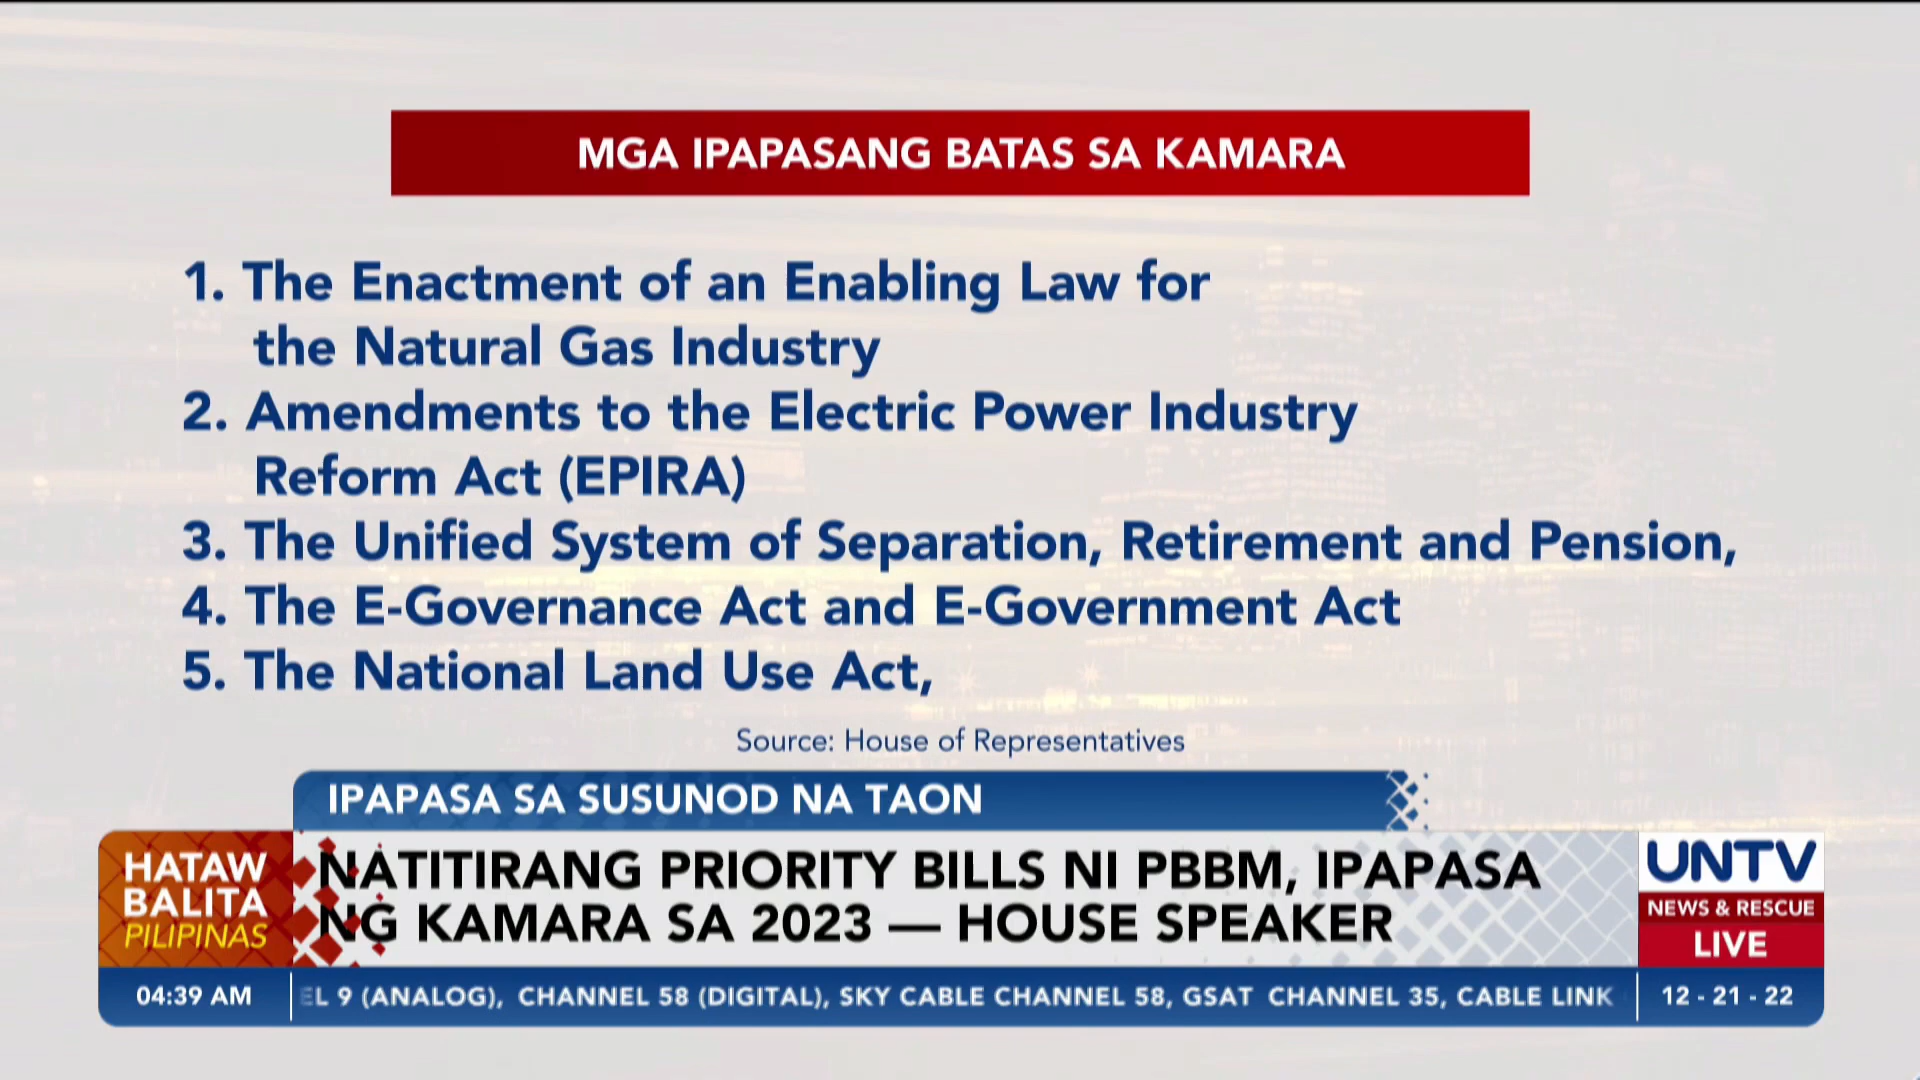 MGA IPAPASANG BATAS SA KAMARA
1. The Enactment of an Enabling Law for
the Natural Gas Industry
2. Amendments to the Electric Power Industry
Reform Act (EPIRA)
3. The Unified System of Separation, Retirement and Pension,
4. The E-Governance Act and E-Government Act
5. The National Land Use Act,
Source: House of Representatives
IPAPASA SA SUSUNOD NA TAON
HATAW
BALITA
PILIPINAS
NATITIRANG PRIORITY BILLS NI PBBM, IPAPASA
NG KAMARA SA 2023 — HOUSE SPEAKER
UNTV
NEWS & RESCUE
LIVE
04:39 AM
9 (ANALOG), CHANNEL 58 (DIGITAL), SKY CABLE CHANNEL 58, GSAT CHANNEL 35, CABLE LINK
12 - 21 - 22